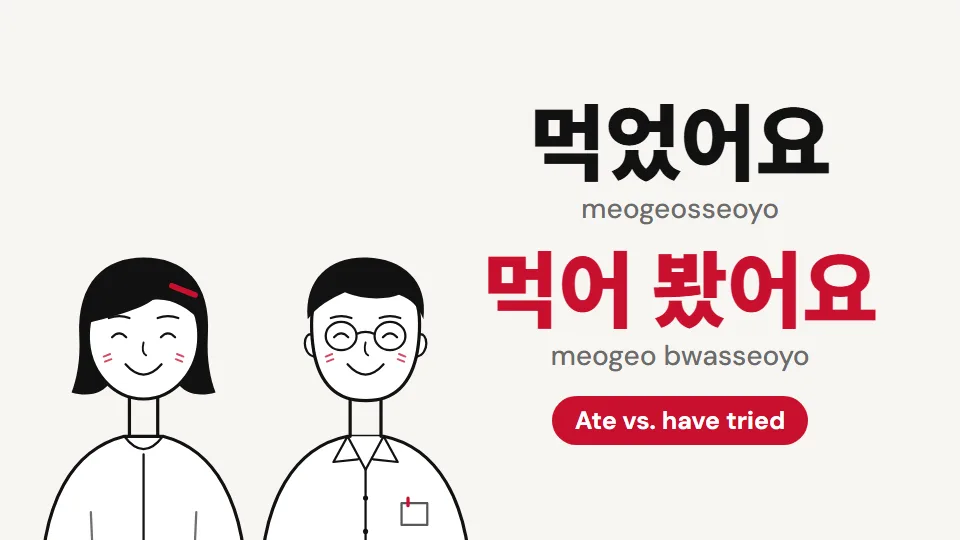 먹었어요
meogeosseoyo
먹어 봤어요
meogeo bwasseoyo
Ate vs. have tried